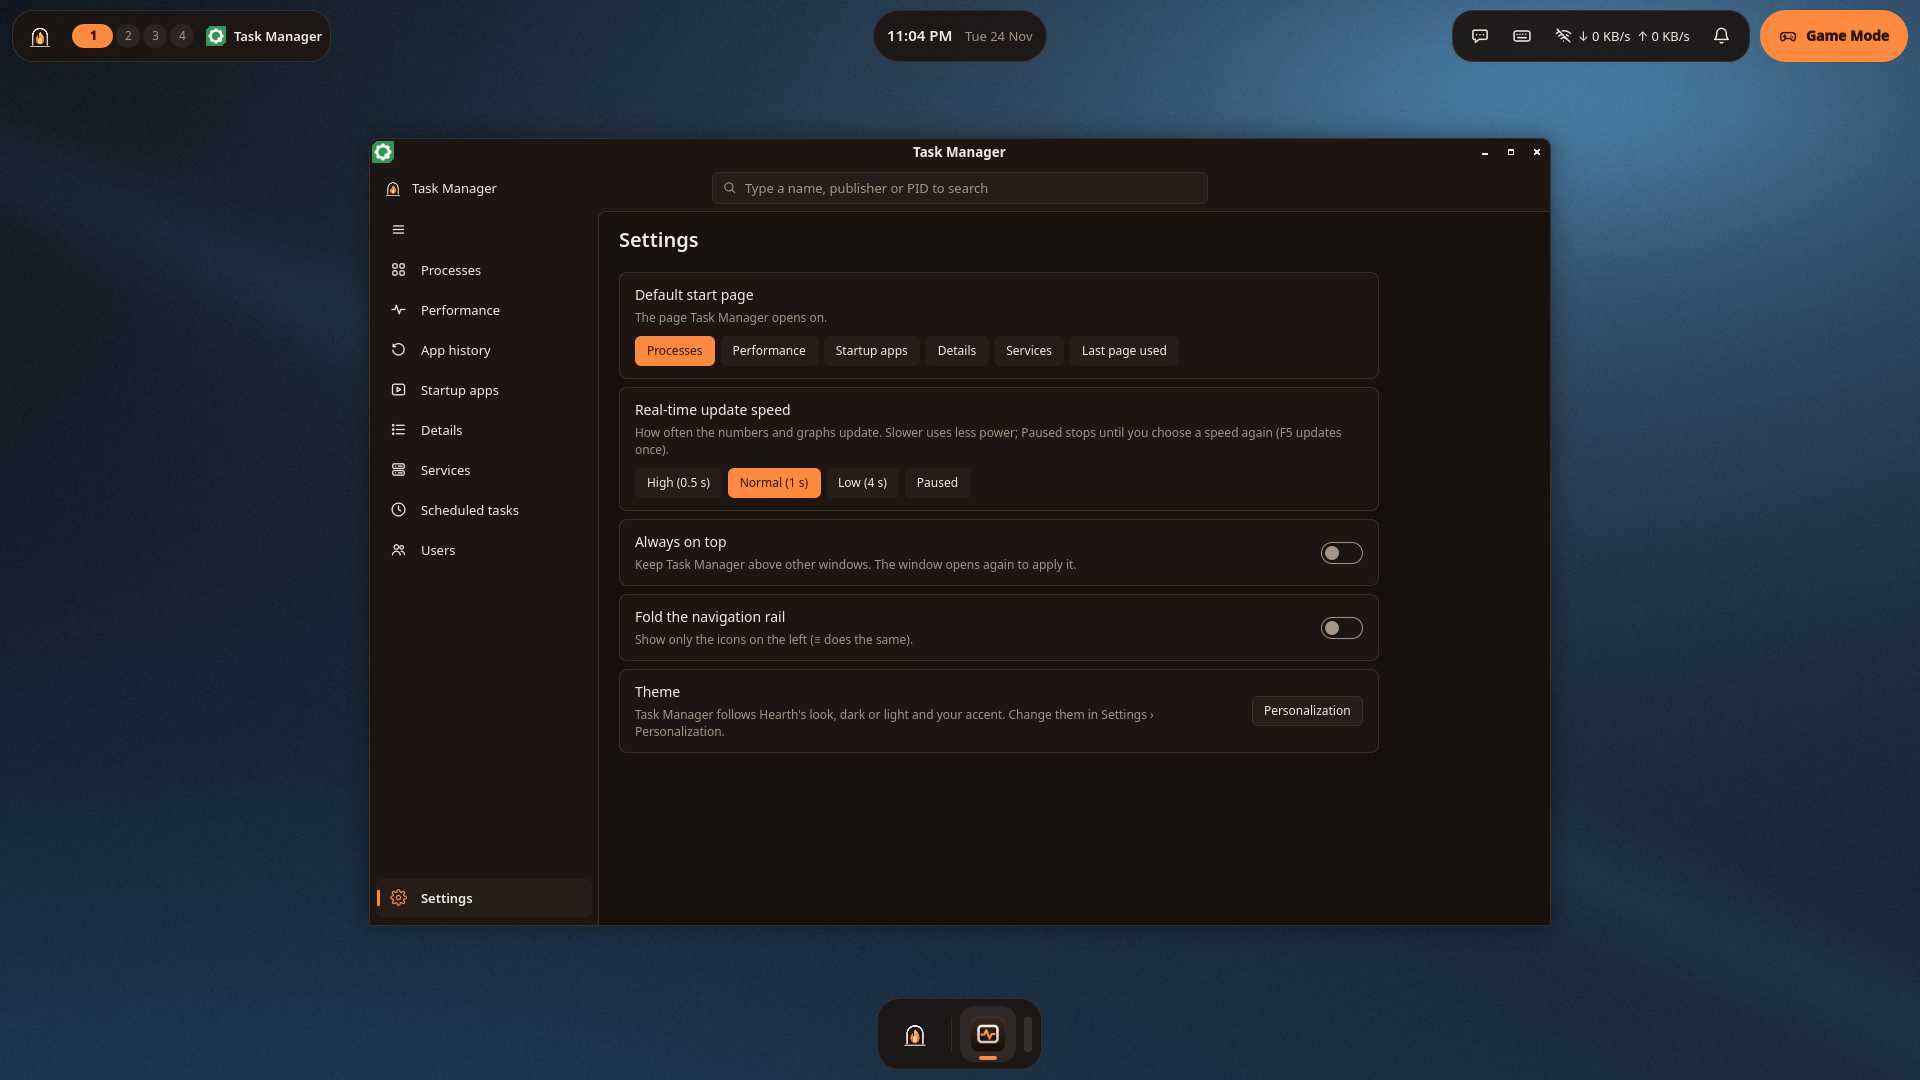 1 2 3 4 Task Manager
11:04 PM Tue 24 Nov
↓ 0 KB/s ↑ 0 KB/s
Game Mode
Task Manager
Task Manager
Type a name, publisher or PID to search
Processes
Performance
App history
Startup apps
Details
Services
Scheduled tasks
Users
Settings
Settings
Default start page
The page Task Manager opens on.
Processes Performance Startup apps Details Services Last page used
Real-time update speed
How often the numbers and graphs update. Slower uses less power; Paused stops until you choose a speed again (F5 updates
once).
High (0.5 s) Normal (1 s) Low (4 s) Paused
Always on top
Keep Task Manager above other windows. The window opens again to apply it.
Fold the navigation rail
Show only the icons on the left (≡ does the same).
Theme
Task Manager follows Hearth's look, dark or light and your accent. Change them in Settings ›
Personalization.
Personalization